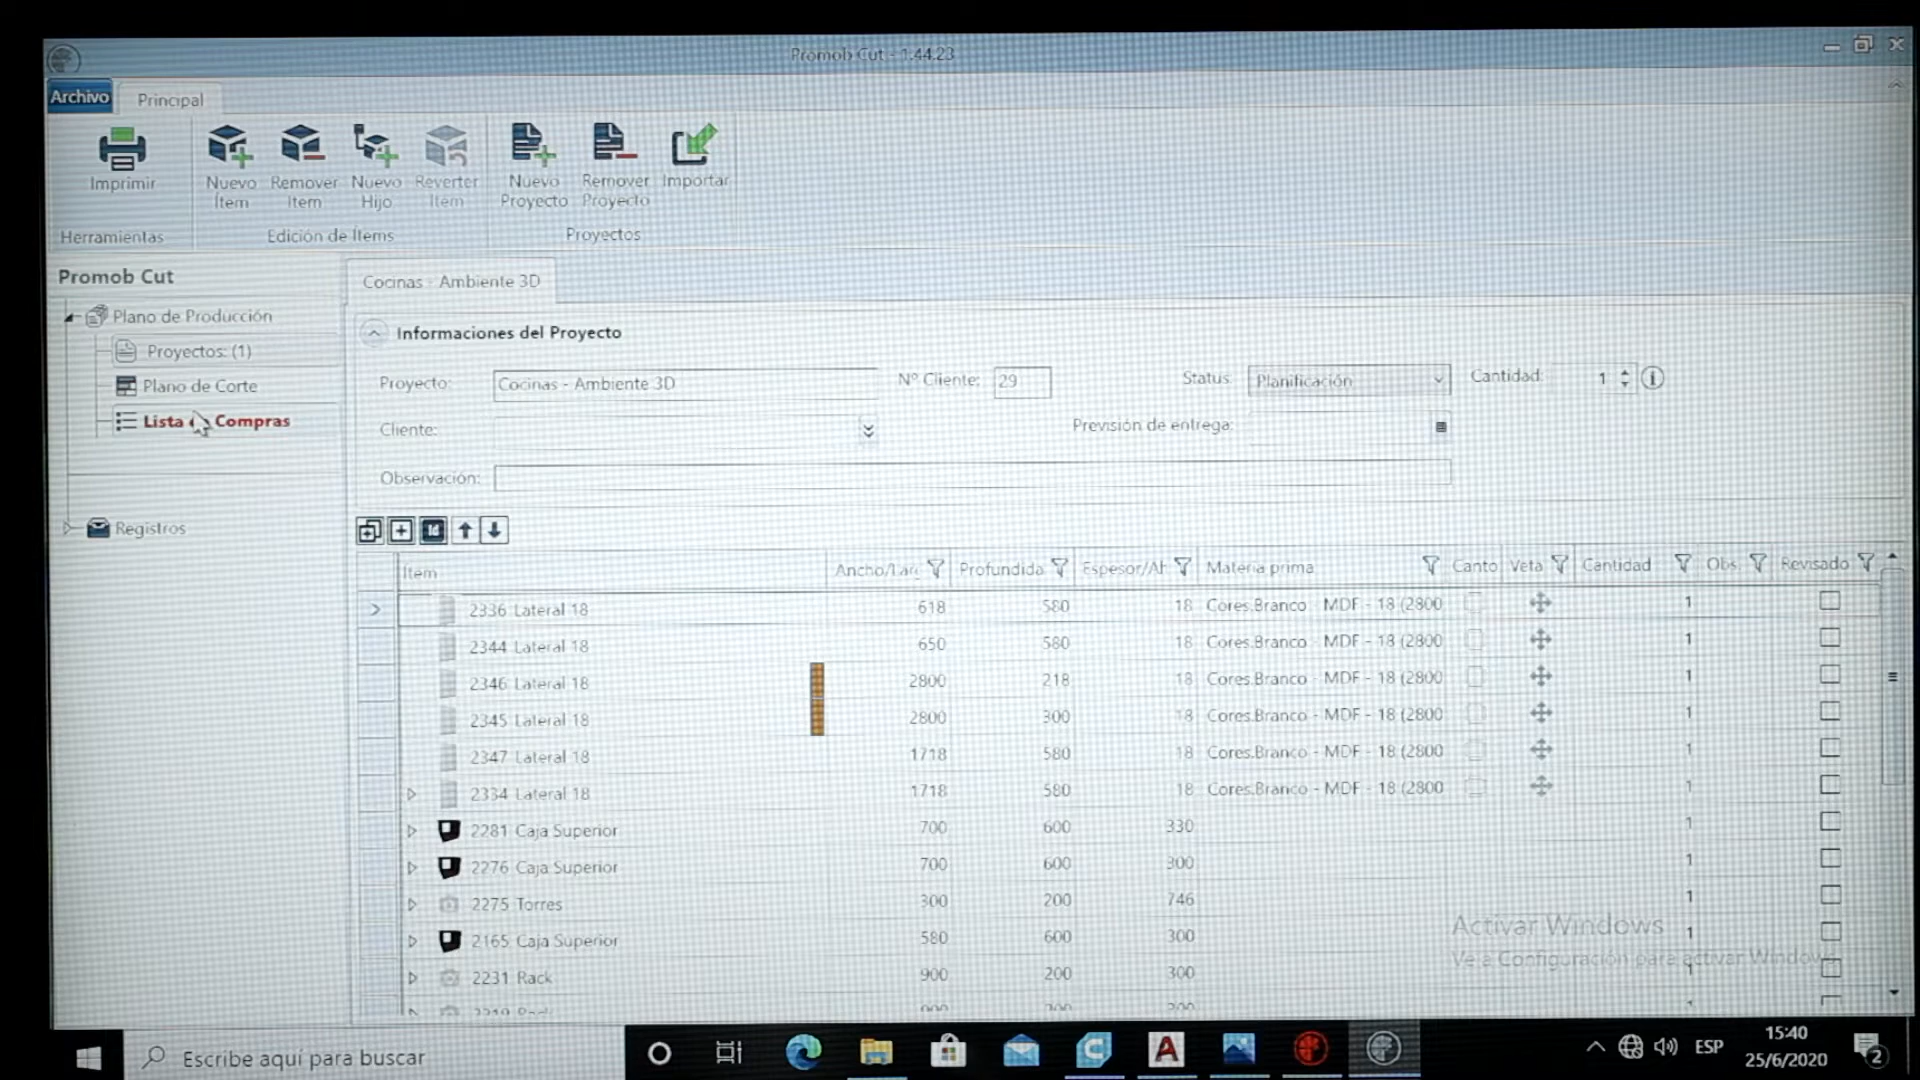 Promob Cut - 1.44.23
Archivo
Principal
Imprimir
Nuevo Ítem
Remover Ítem
Nuevo Hijo
Reverter Ítem
Nuevo Proyecto
Remover Proyecto
Importar
Herramientas
Edición de Ítems
Proyectos
Promob Cut
Plano de Producción
Proyectos: (1)
Plano de Corte
Lista Compras
Registros
Cocinas - Ambiente 3D
Informaciones del Proyecto
Proyecto: Cocinas - Ambiente 3D Nº Cliente: 29 Status: Planificación Cantidad: 1
Cliente: Previsión de entrega:
Observación:
Ítem Ancho/Larg Profundida Espesor/Alt Materia prima Canto Veta Cantidad Obs. Revisado
2336 Lateral 18 618 580 18 Cores.Branco - MDF - 18 (2800 1
2344 Lateral 18 650 580 18 Cores.Branco - MDF - 18 (2800 1
2346 Lateral 18 2800 218 18 Cores.Branco - MDF - 18 (2800 1
2345 Lateral 18 2800 300 18 Cores.Branco - MDF - 18 (2800 1
2347 Lateral 18 1718 580 18 Cores.Branco - MDF - 18 (2800 1
2334 Lateral 18 1718 580 18 Cores.Branco - MDF - 18 (2800 1
2281 Caja Superior 700 600 330 1
2276 Caja Superior 700 600 300 1
2275 Torres 300 200 746 1
2165 Caja Superior 580 600 300 1
2231 Rack 900 200 300 1
Activar Windows
Ve a Configuración para activar Windows
Escribe aquí para buscar
ESP
15:40
25/6/2020
2